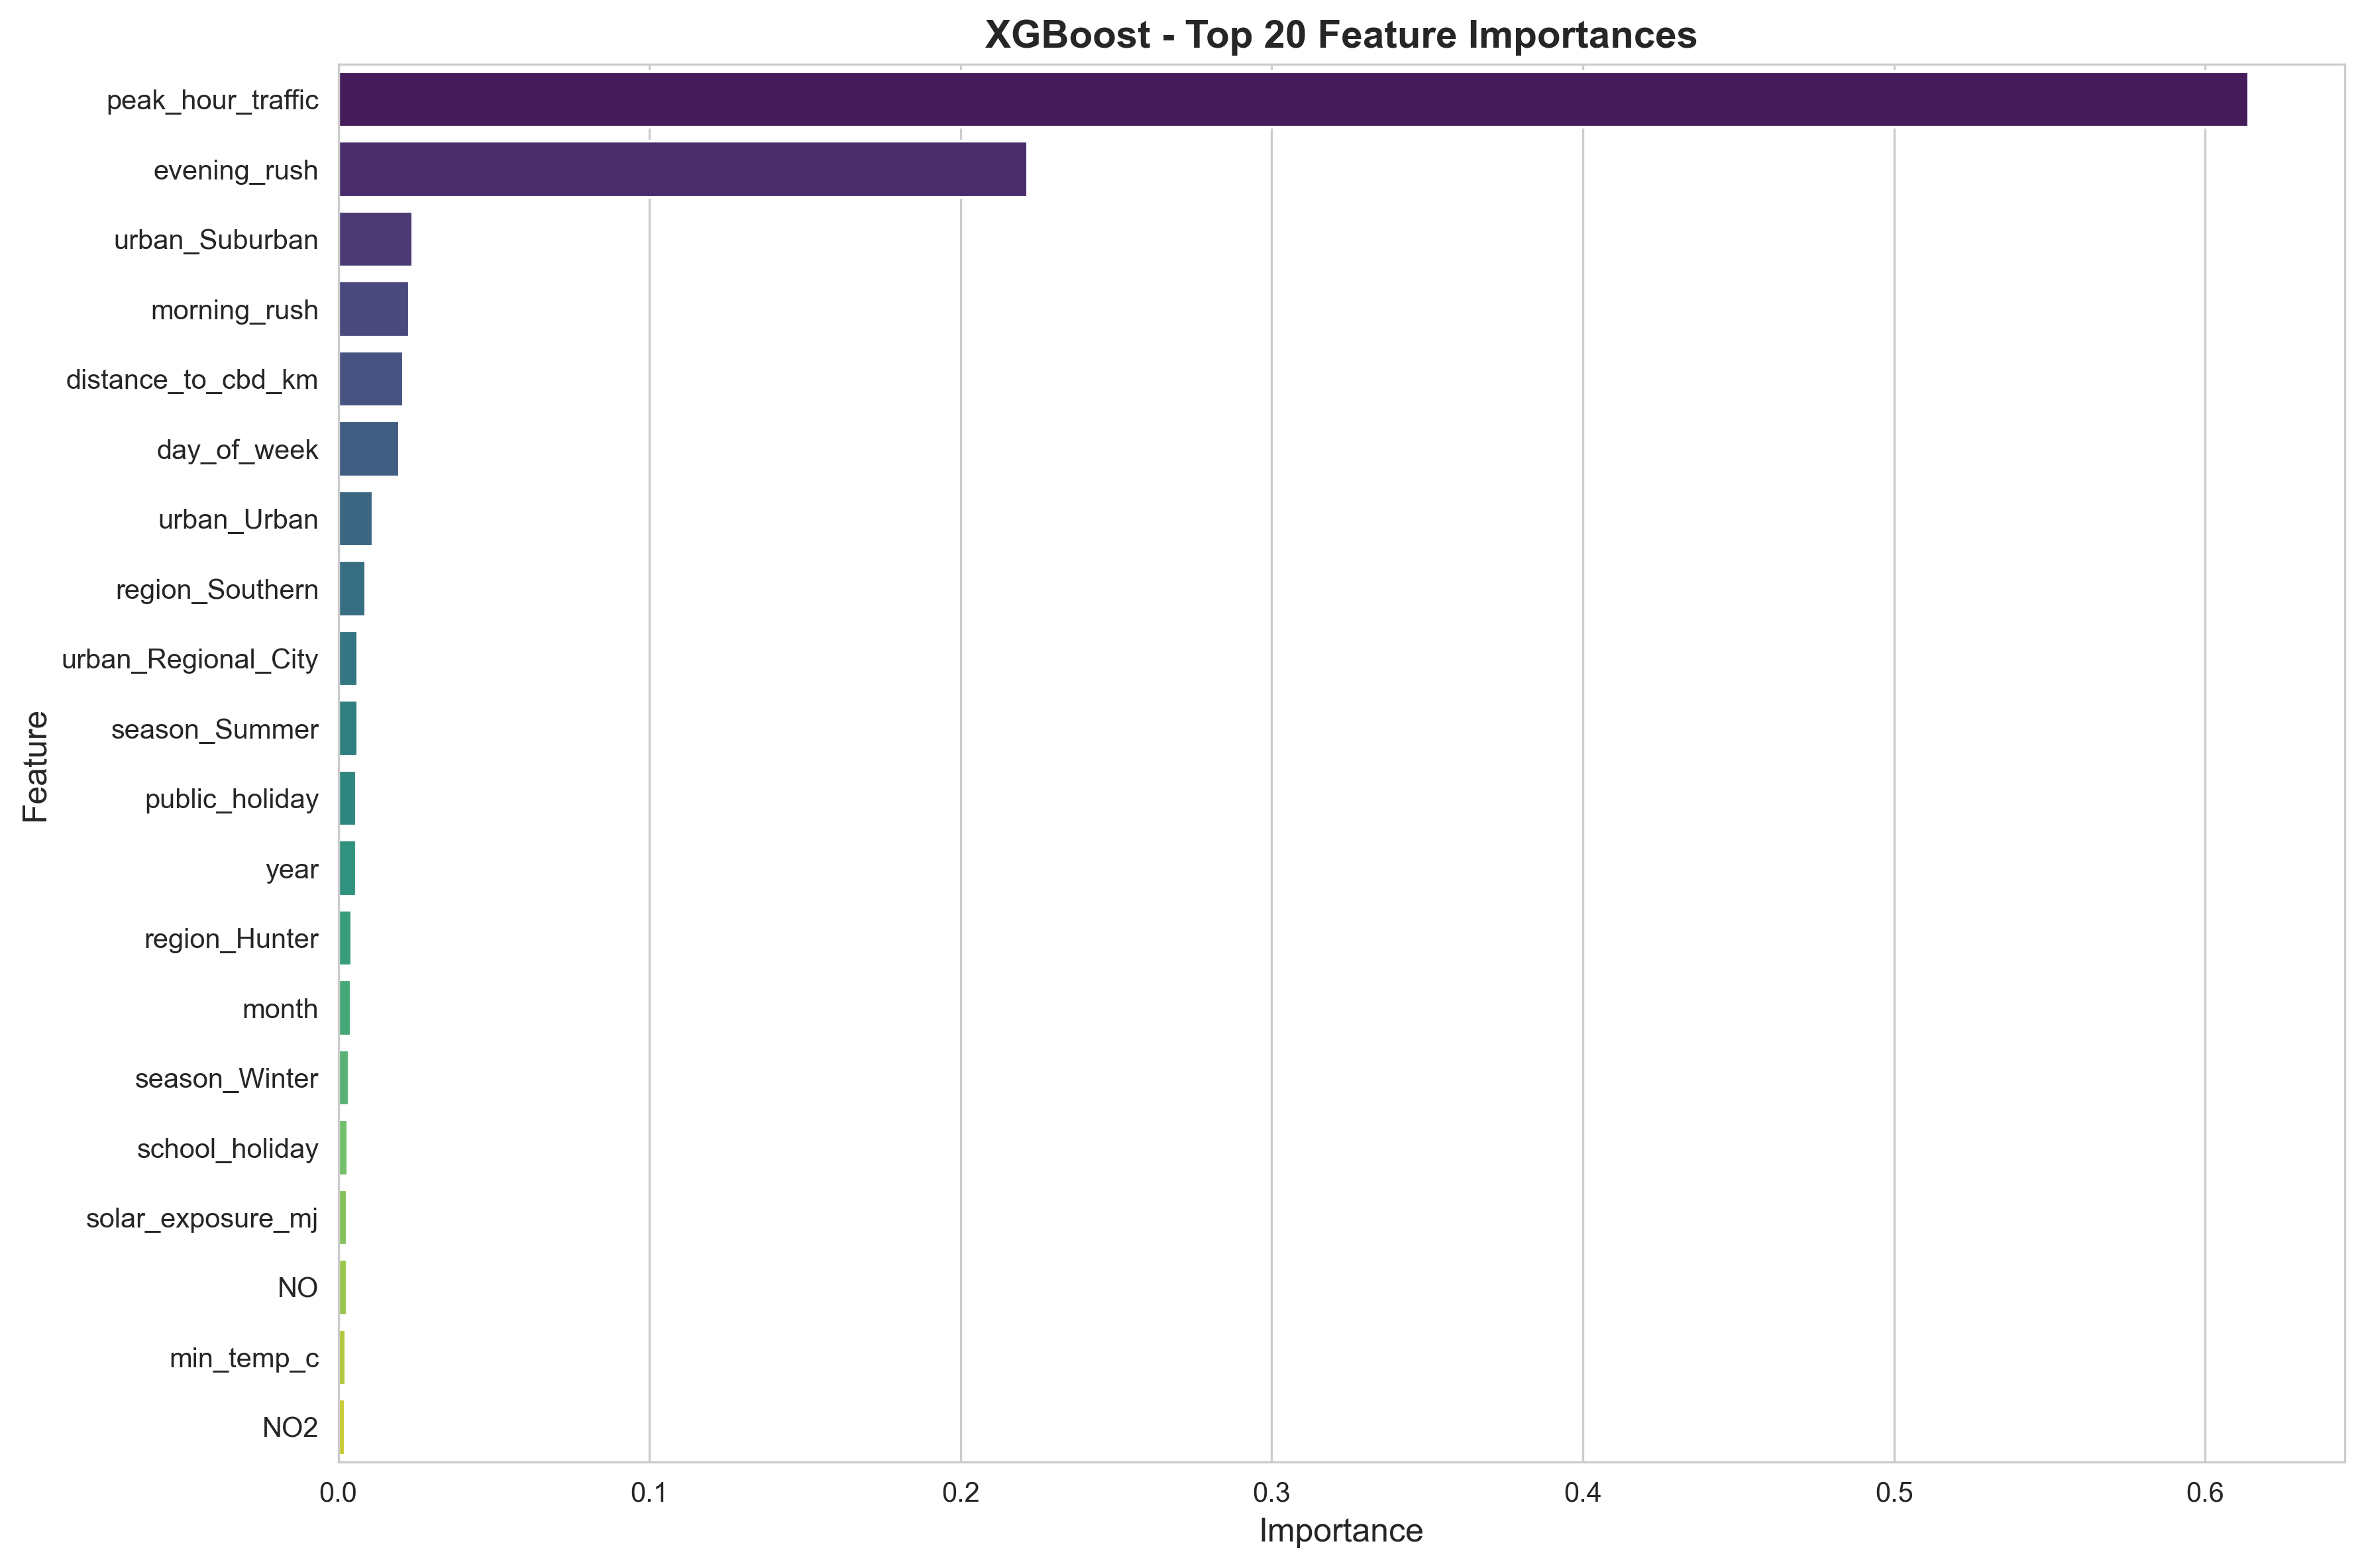 XGBoost - Top 20 Feature Importances
peak_hour_traffic
evening_rush
urban_Suburban
morning_rush
distance_to_cbd_km
day_of_week
urban_Urban
region_Southern
urban_Regional_City
season_Summer
public_holiday
year
region_Hunter
month
season_Winter
school_holiday
solar_exposure_mj
NO
min_temp_c
NO2
Feature
0.0 0.1 0.2 0.3 0.4 0.5 0.6
Importance